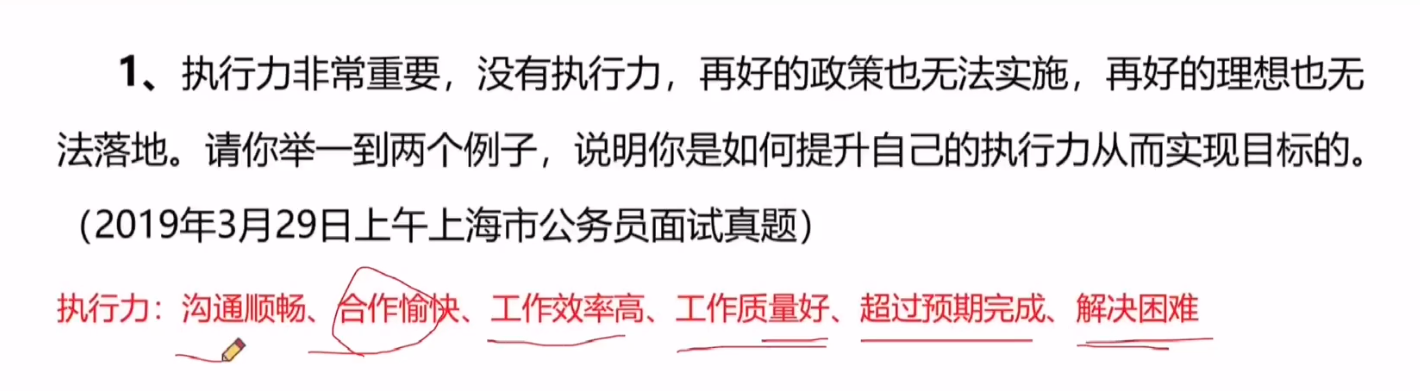 1、执行力非常重要，没有执行力，再好的政策也无法实施，再好的理想也无
法落地。请你举一到两个例子，说明你是如何提升自己的执行力从而实现目标的。
（2019年3月29日上午上海市公务员面试真题）
执行力：沟通顺畅、合作愉快、工作效率高、工作质量好、超过预期完成、解决困难